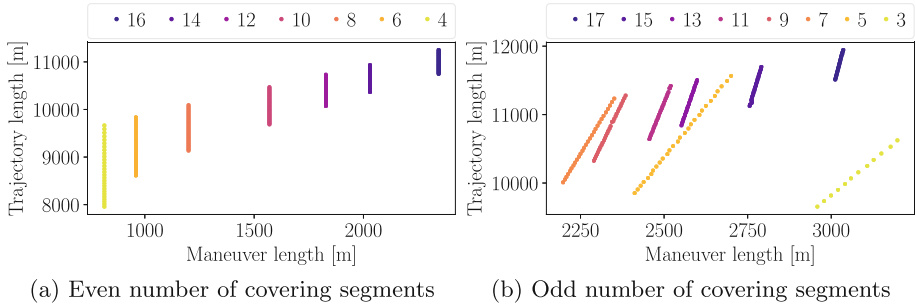 16 14 12 10 8 6 4
Trajectory length [m]
11000
10000
9000
8000
1000 1500 2000
Maneuver length [m]
(a) Even number of covering segments
17 15 13 11 9 7 5 3
Trajectory length [m]
12000
11000
10000
2250 2500 2750 3000
Maneuver length [m]
(b) Odd number of covering segments